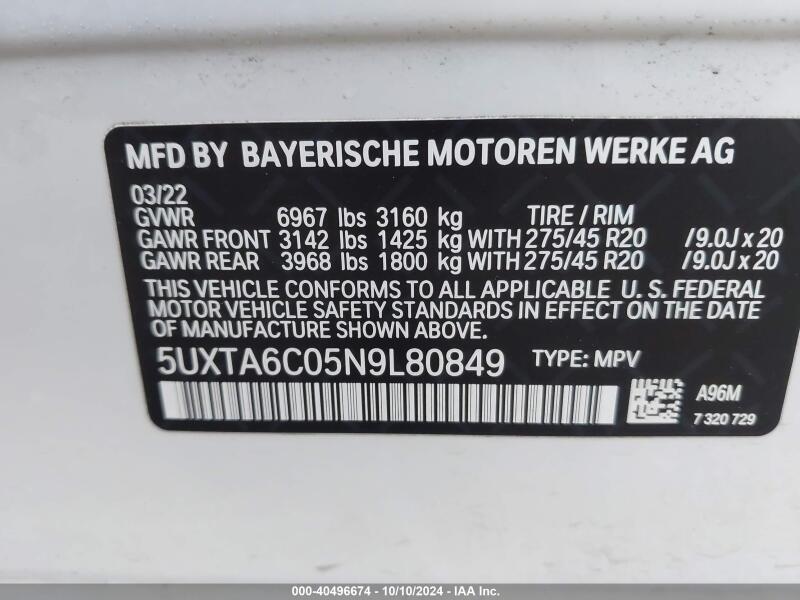 MFD BY BAYERISCHE MOTOREN WERKE AG
03/22
GVWR 6967 lbs 3160 kg TIRE / RIM
GAWR FRONT 3142 lbs 1425 kg WITH 275/45 R20 /9.0J x 20
GAWR REAR 3968 lbs 1800 kg WITH 275/45 R20 /9.0J x 20
THIS VEHICLE CONFORMS TO ALL APPLICABLE U. S. FEDERAL
MOTOR VEHICLE SAFETY STANDARDS IN EFFECT ON THE DATE
OF MANUFACTURE SHOWN ABOVE.
5UXTA6C05N9L80849 TYPE: MPV
A96M
7 320 729
000-40496674 / 10/10/2024 / IAA Inc.